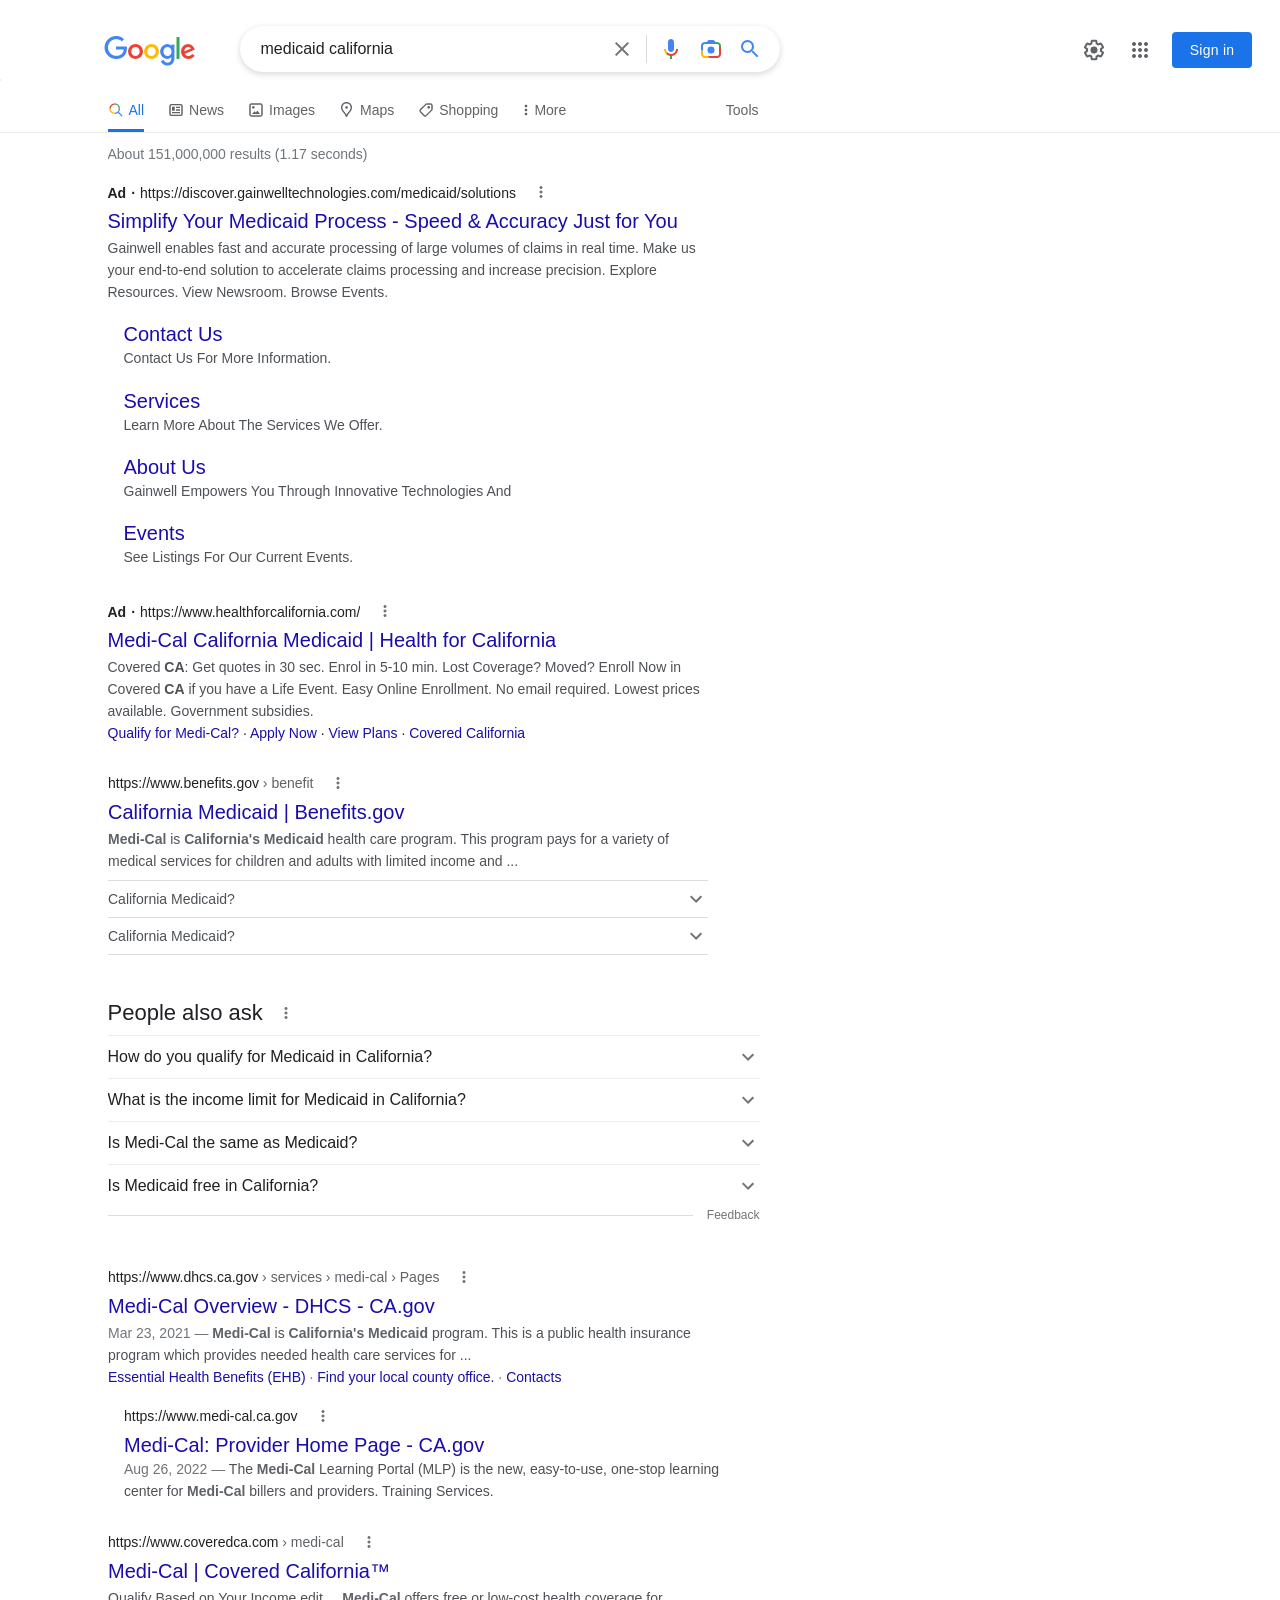 Google
medicaid california
Sign in
All
News
Images
Maps
Shopping
More
Tools
About 151,000,000 results (1.17 seconds)
Ad · https://discover.gainwelltechnologies.com/medicaid/solutions
Simplify Your Medicaid Process - Speed & Accuracy Just for You
Gainwell enables fast and accurate processing of large volumes of claims in real time. Make us
your end-to-end solution to accelerate claims processing and increase precision. Explore
Resources. View Newsroom. Browse Events.
Contact Us
Contact Us For More Information.
Services
Learn More About The Services We Offer.
About Us
Gainwell Empowers You Through Innovative Technologies And
Events
See Listings For Our Current Events.
Ad · https://www.healthforcalifornia.com/
Medi-Cal California Medicaid | Health for California
Covered CA: Get quotes in 30 sec. Enrol in 5-10 min. Lost Coverage? Moved? Enroll Now in
Covered CA if you have a Life Event. Easy Online Enrollment. No email required. Lowest prices
available. Government subsidies.
Qualify for Medi-Cal? · Apply Now · View Plans · Covered California
https://www.benefits.gov › benefit
California Medicaid | Benefits.gov
Medi-Cal is California's Medicaid health care program. This program pays for a variety of
medical services for children and adults with limited income and ...
California Medicaid?
California Medicaid?
People also ask
How do you qualify for Medicaid in California?
What is the income limit for Medicaid in California?
Is Medi-Cal the same as Medicaid?
Is Medicaid free in California?
Feedback
https://www.dhcs.ca.gov › services › medi-cal › Pages
Medi-Cal Overview - DHCS - CA.gov
Mar 23, 2021 — Medi-Cal is California's Medicaid program. This is a public health insurance
program which provides needed health care services for ...
Essential Health Benefits (EHB) · Find your local county office. · Contacts
https://www.medi-cal.ca.gov
Medi-Cal: Provider Home Page - CA.gov
Aug 26, 2022 — The Medi-Cal Learning Portal (MLP) is the new, easy-to-use, one-stop learning
center for Medi-Cal billers and providers. Training Services.
https://www.coveredca.com › medi-cal
Medi-Cal | Covered California™
Qualify Based on Your Income edit ... Medi-Cal offers free or low-cost health coverage for